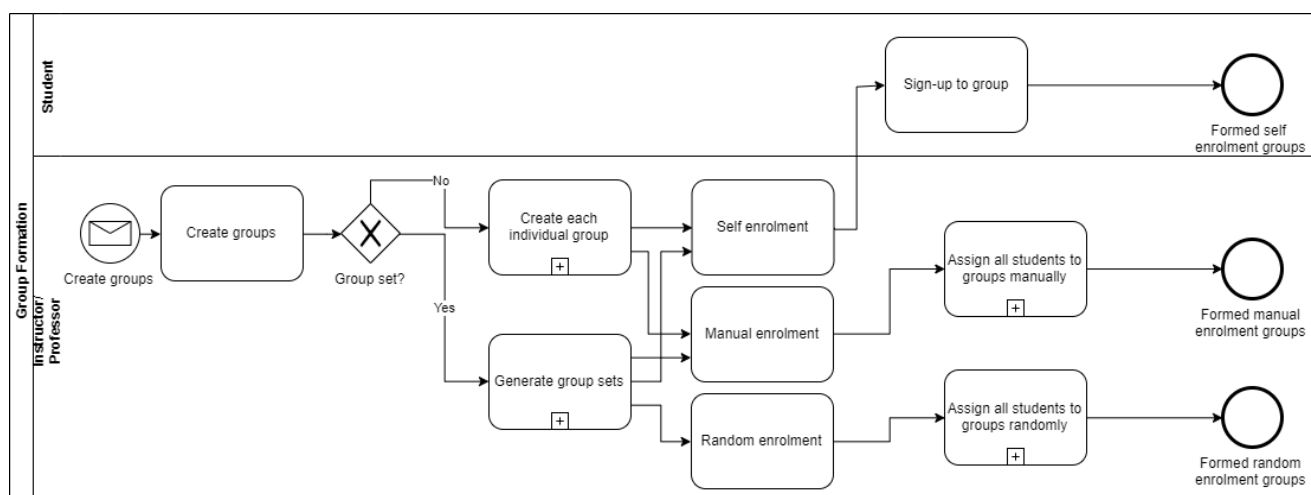 Group Formation
Student
Sign-up to group
Formed self
enrolment groups
Instructor/
Professor
Create groups
Create groups
Group set?
No
Yes
Create each
individual group
Generate group sets
Self enrolment
Manual enrolment
Random enrolment
Assign all students to
groups manually
Formed manual
enrolment groups
Assign all students to
groups randomly
Formed random
enrolment groups